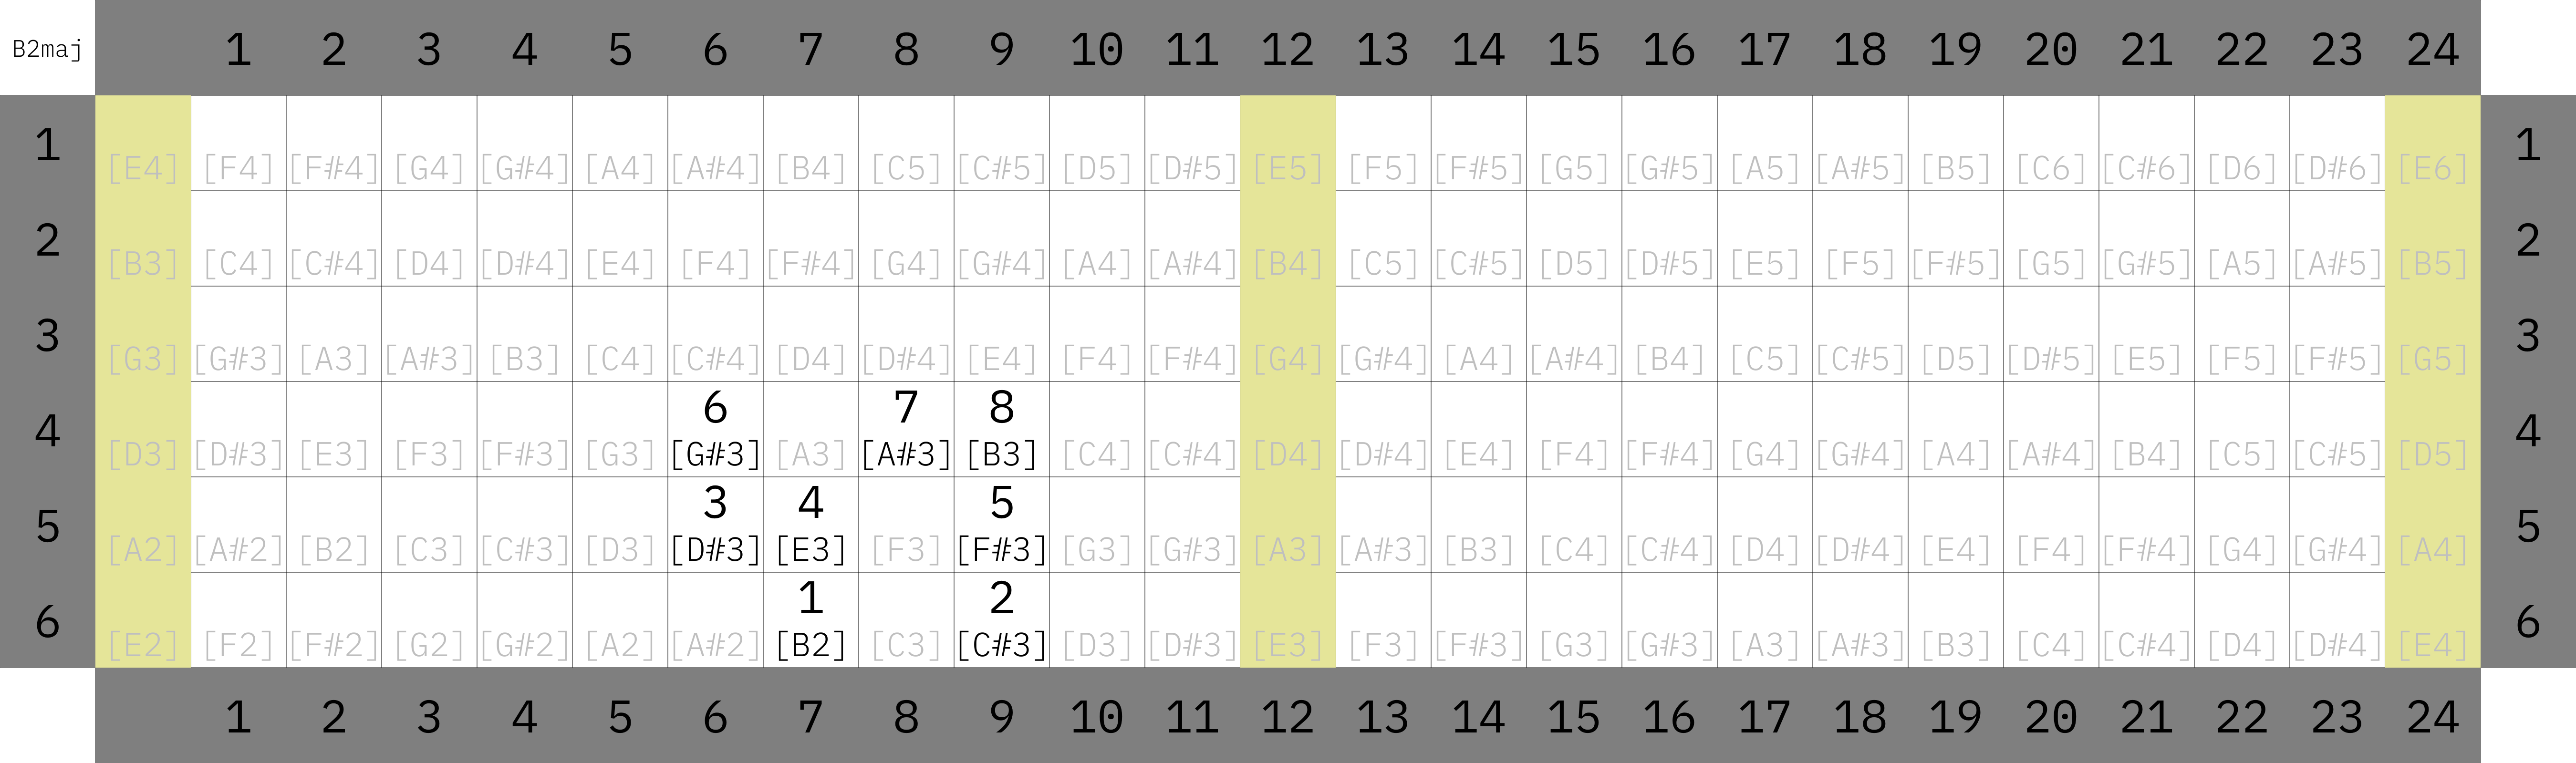 B2maj 1 2 3 4 5 6 7 8 9 10 11 12 13 14 15 16 17 18 19 20 21 22 23 24
1 [E4] [F4] [F#4] [G4] [G#4] [A4] [A#4] [B4] [C5] [C#5] [D5] [D#5] [E5] [F5] [F#5] [G5] [G#5] [A5] [A#5] [B5] [C6] [C#6] [D6] [D#6] [E6] 1
2 [B3] [C4] [C#4] [D4] [D#4] [E4] [F4] [F#4] [G4] [G#4] [A4] [A#4] [B4] [C5] [C#5] [D5] [D#5] [E5] [F5] [F#5] [G5] [G#5] [A5] [A#5] [B5] 2
3 [G3] [G#3] [A3] [A#3] [B3] [C4] [C#4] [D4] [D#4] [E4] [F4] [F#4] [G4] [G#4] [A4] [A#4] [B4] [C5] [C#5] [D5] [D#5] [E5] [F5] [F#5] [G5] 3
6 7 8
4 [D3] [D#3] [E3] [F3] [F#3] [G3] [G#3] [A3] [A#3] [B3] [C4] [C#4] [D4] [D#4] [E4] [F4] [F#4] [G4] [G#4] [A4] [A#4] [B4] [C5] [C#5] [D5] 4
3 4 5
5 [A2] [A#2] [B2] [C3] [C#3] [D3] [D#3] [E3] [F3] [F#3] [G3] [G#3] [A3] [A#3] [B3] [C4] [C#4] [D4] [D#4] [E4] [F4] [F#4] [G4] [G#4] [A4] 5
1 2
6 [E2] [F2] [F#2] [G2] [G#2] [A2] [A#2] [B2] [C3] [C#3] [D3] [D#3] [E3] [F3] [F#3] [G3] [G#3] [A3] [A#3] [B3] [C4] [C#4] [D4] [D#4] [E4] 6
1 2 3 4 5 6 7 8 9 10 11 12 13 14 15 16 17 18 19 20 21 22 23 24